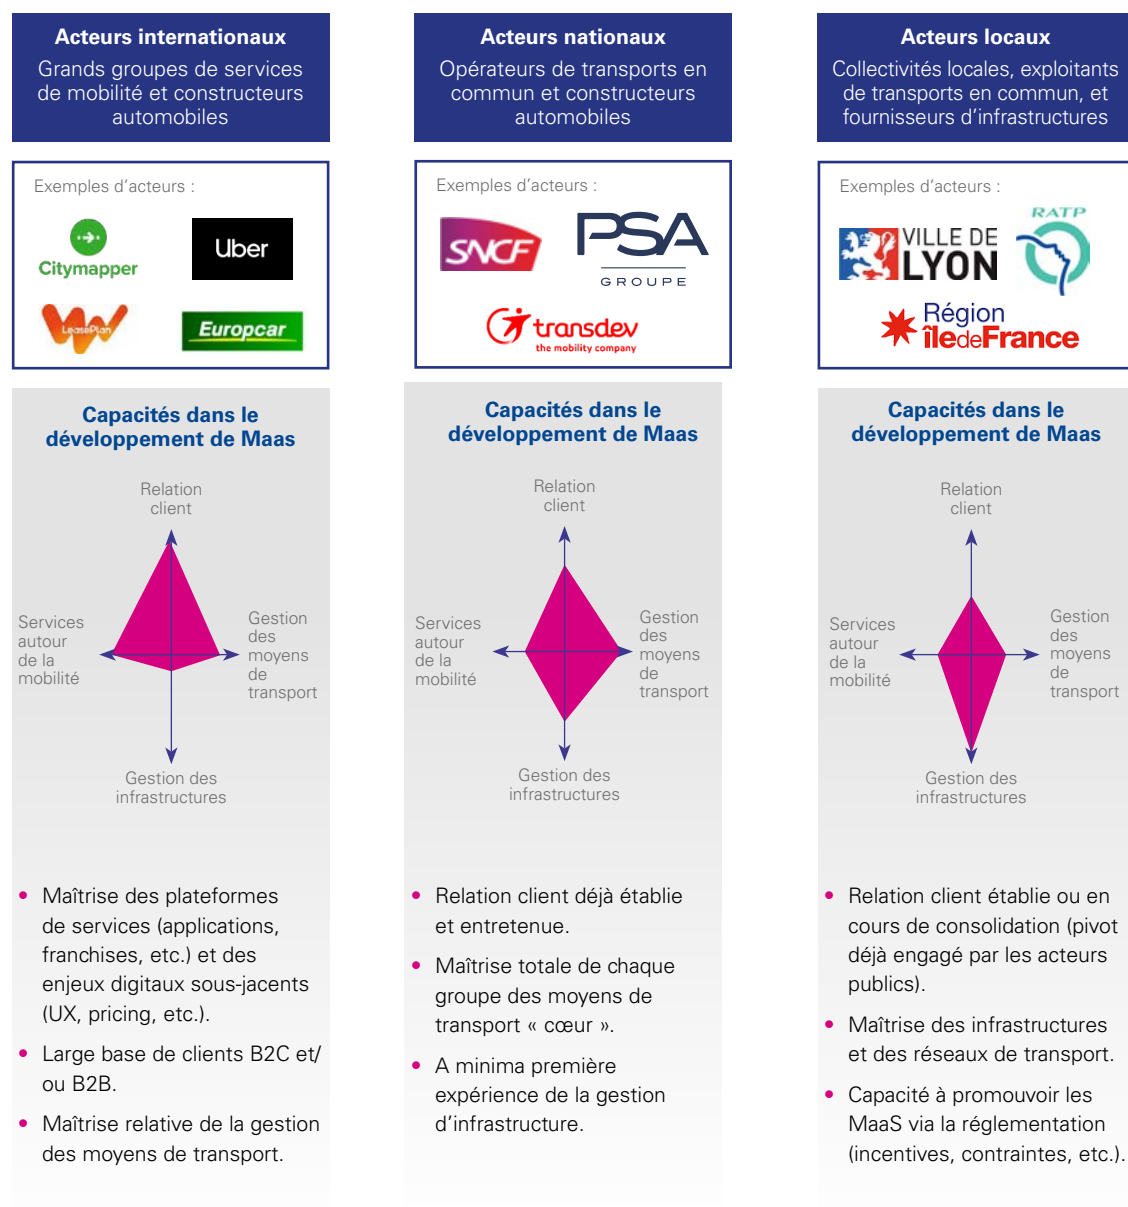 Acteurs internationaux
Grands groupes de services
de mobilité et constructeurs
automobiles
Exemples d'acteurs :
Citymapper
Uber
LeasePlan
Europcar
Capacités dans le
développement de Maas
Relation
client
Services
autour
de la
mobilité
Gestion
des
moyens
de
transport
Gestion des
infrastructures
• Maîtrise des plateformes
de services (applications,
franchises, etc.) et des
enjeux digitaux sous-jacents
(UX, pricing, etc.).
• Large base de clients B2C et/
ou B2B.
• Maîtrise relative de la gestion
des moyens de transport.
Acteurs nationaux
Opérateurs de transports en
commun et constructeurs
automobiles
Exemples d'acteurs :
SNCF
PSA
GROUPE
transdev
the mobility company
Capacités dans le
développement de Maas
Relation
client
Services
autour
de la
mobilité
Gestion
des
moyens
de
transport
Gestion des
infrastructures
• Relation client déjà établie
et entretenue.
• Maîtrise totale de chaque
groupe des moyens de
transport « cœur ».
• A minima première
expérience de la gestion
d'infrastructure.
Acteurs locaux
Collectivités locales, exploitants
de transports en commun, et
fournisseurs d'infrastructures
Exemples d'acteurs :
VILLE DE
LYON
RATP
Région
îledeFrance
Capacités dans le
développement de Maas
Relation
client
Services
autour
de la
mobilité
Gestion
des
moyens
de
transport
Gestion des
infrastructures
• Relation client établie ou en
cours de consolidation (pivot
déjà engagé par les acteurs
publics).
• Maîtrise des infrastructures
et des réseaux de transport.
• Capacité à promouvoir les
MaaS via la réglementation
(incentives, contraintes, etc.).